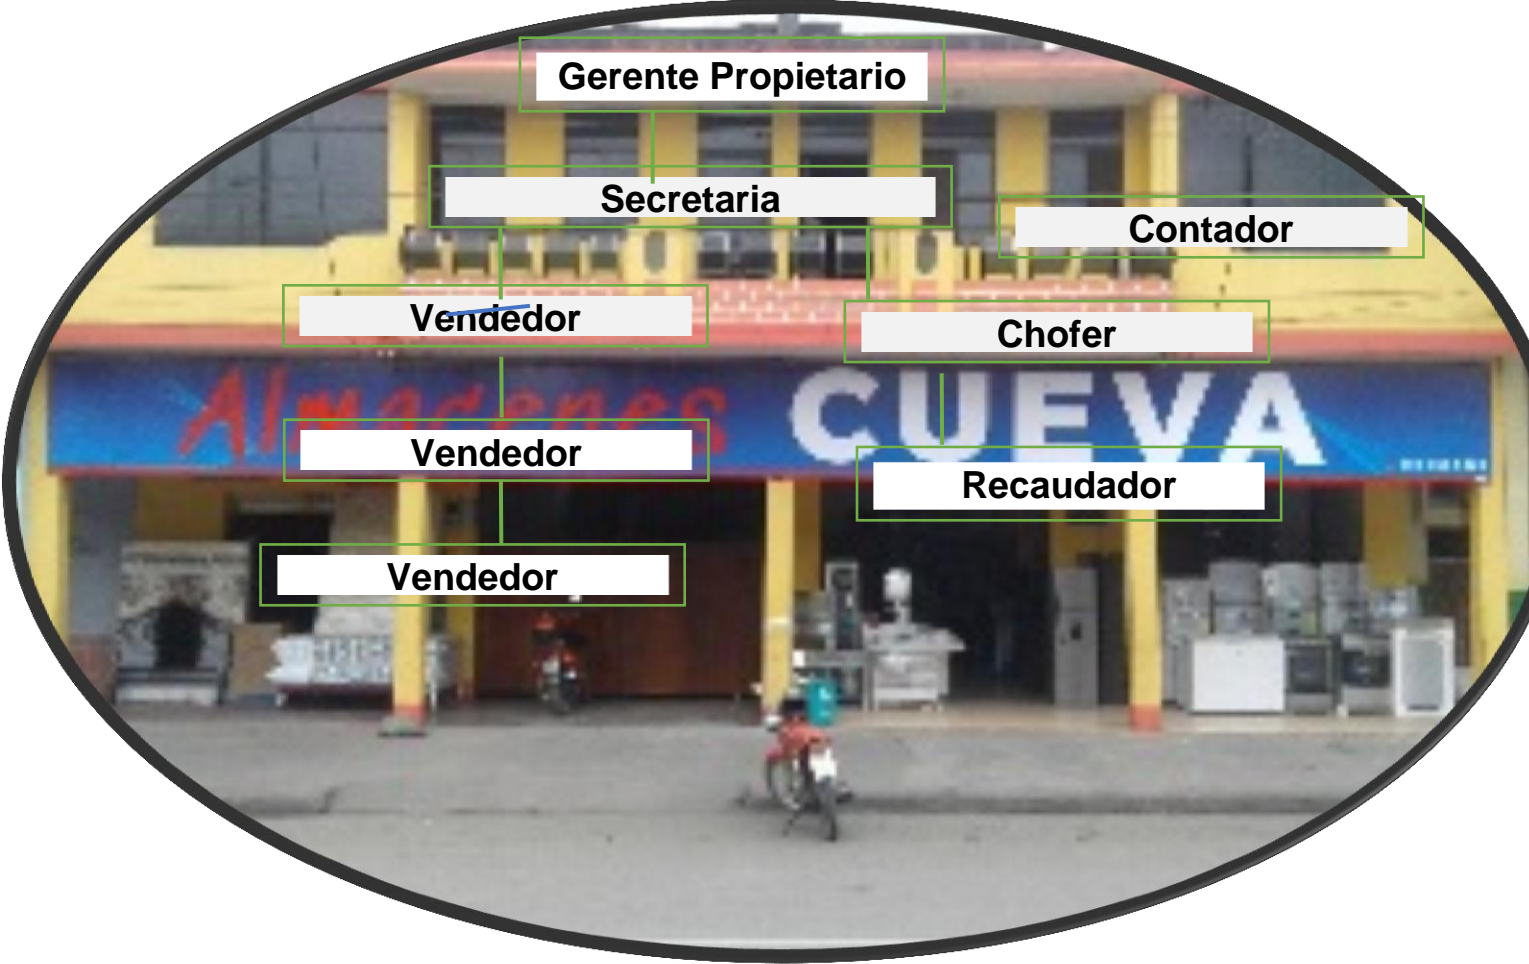 Gerente Propietario
Secretaria
Contador
Vendedor
Chofer
Almacenes CUEVA
Vendedor
Recaudador
Vendedor